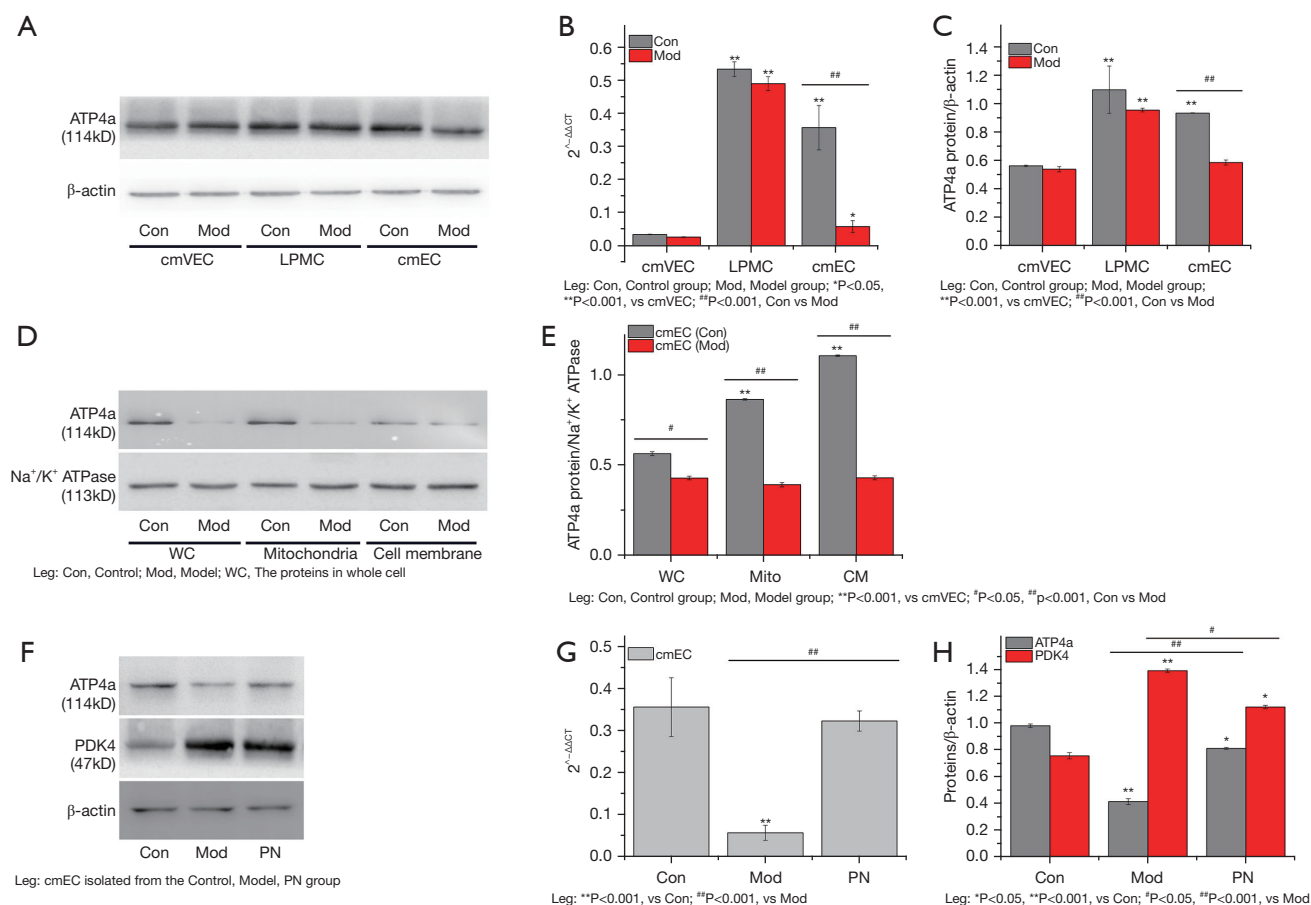 A
ATP4a
(114kD)
β-actin
Con Mod Con Mod Con Mod
cmVEC LPMC cmEC
B
Con
Mod
2^-ΔΔCT
0.6
0.5
0.4
0.3
0.2
0.1
0.0
** ** ** ## *
cmVEC LPMC cmEC
Leg: Con, Control group; Mod, Model group; *P<0.05,
**P<0.001, vs cmVEC; ##P<0.001, Con vs Mod
C
Con
Mod
ATP4a protein/β-actin
1.4
1.2
1.0
0.8
0.6
0.4
0.2
0.0
** ** ** ##
cmVEC LPMC cmEC
Leg: Con, Control group; Mod, Model group;
**P<0.001, vs cmVEC; ##P<0.001, Con vs Mod
D
ATP4a
(114kD)
Na+/K+ ATPase
(113kD)
Con Mod Con Mod Con Mod
WC Mitochondria Cell membrane
Leg: Con, Control; Mod, Model; WC, The proteins in whole cell
E
cmEC (Con)
cmEC (Mod)
ATP4a protein/Na+/K+ ATPase
1.0
0.5
0.0
# ** ## ** ##
WC Mito CM
Leg: Con, Control group; Mod, Model group; **P<0.001, vs cmVEC; #P<0.05, ##p<0.001, Con vs Mod
F
ATP4a
(114kD)
PDK4
(47kD)
β-actin
Con Mod PN
Leg: cmEC isolated from the Control, Model, PN group
G
cmEC
2^-ΔΔCT
0.5
0.4
0.3
0.2
0.1
0.0
** ##
Con Mod PN
Leg: **P<0.001, vs Con; ##P<0.001, vs Mod
H
ATP4a
PDK4
Proteins/β-actin
1.4
1.2
1.0
0.8
0.6
0.4
0.2
0.0
#
##
** ** * *
Con Mod PN
Leg: *P<0.05, **P<0.001, vs Con; #P<0.05, ##P<0.001, vs Mod